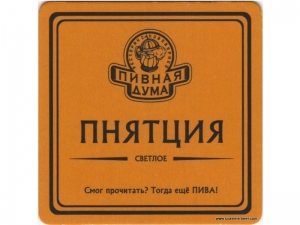 ПИВНАЯ
ДУМА
ПНЯТЦИЯ
СВЕТЛОЕ
Смог прочитать? Тогда ещё ПИВА!